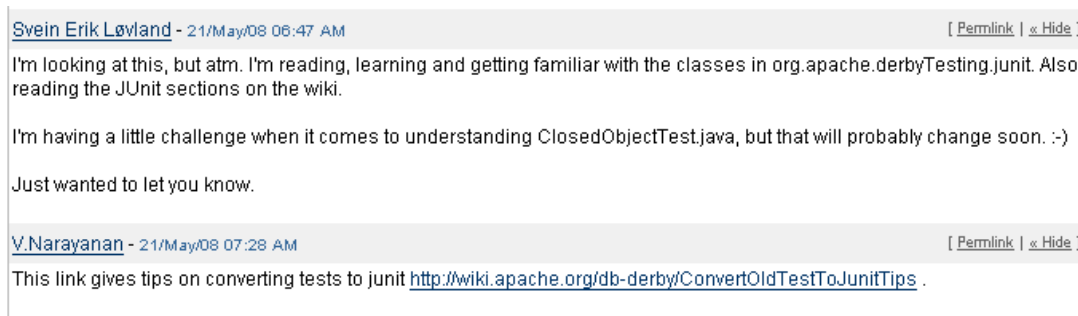 Svein Erik Løvland - 21/May/08 06:47 AM [ Permlink | « Hide ]
I'm looking at this, but atm. I'm reading, learning and getting familiar with the classes in org.apache.derbyTesting.junit. Also
reading the JUnit sections on the wiki.
I'm having a little challenge when it comes to understanding ClosedObjectTest.java, but that will probably change soon. :-)
Just wanted to let you know.
V.Narayanan - 21/May/08 07:28 AM [ Permlink | « Hide ]
This link gives tips on converting tests to junit http://wiki.apache.org/db-derby/ConvertOldTestToJunitTips .